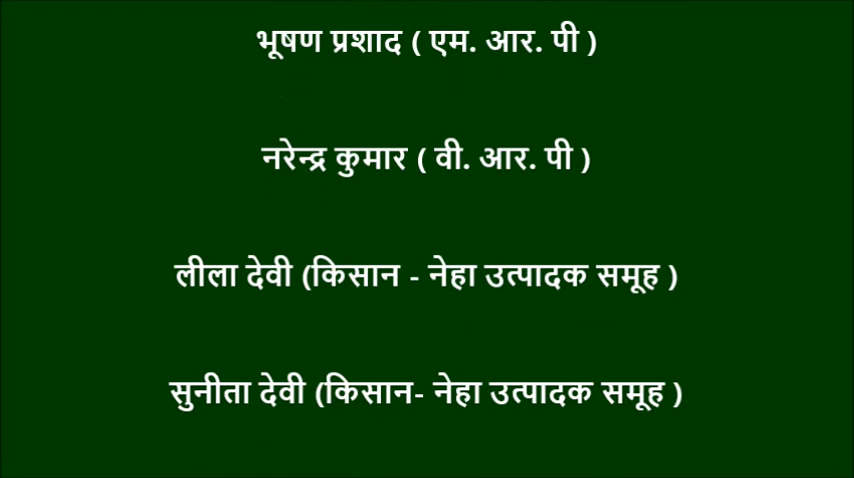 भूषण प्रशाद ( एम. आर. पी )
नरेन्द्र कुमार ( वी. आर. पी )
लीला देवी (किसान - नेहा उत्पादक समूह )
सुनीता देवी (किसान- नेहा उत्पादक समूह )